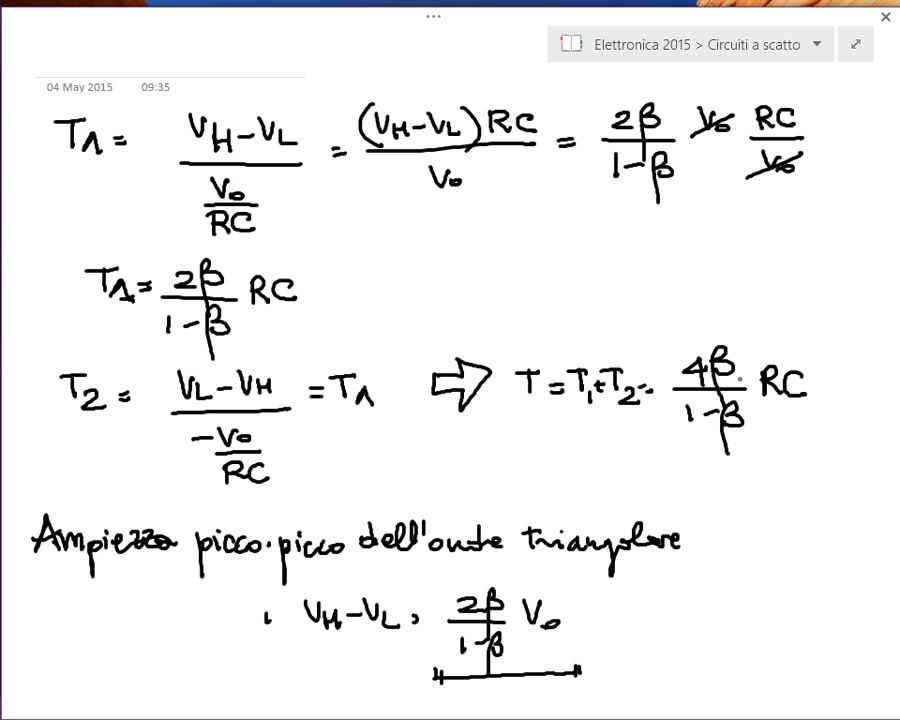 Elettronica 2015 > Circuiti a scatto
04 May 2015 09:35
T1 = (VH-VL)/(V0/RC) = (VH-VL)RC/V0 = 2β/(1-β) V0 RC/V0
T1 = 2β/(1-β) RC
T2 = (VL-VH)/(-V0/RC) = T1 ⇒ T = T1+T2 = 4β/(1-β) RC
Ampiezza picco-picco dell'onda triangolare
VH-VL = 2β/(1-β) V0